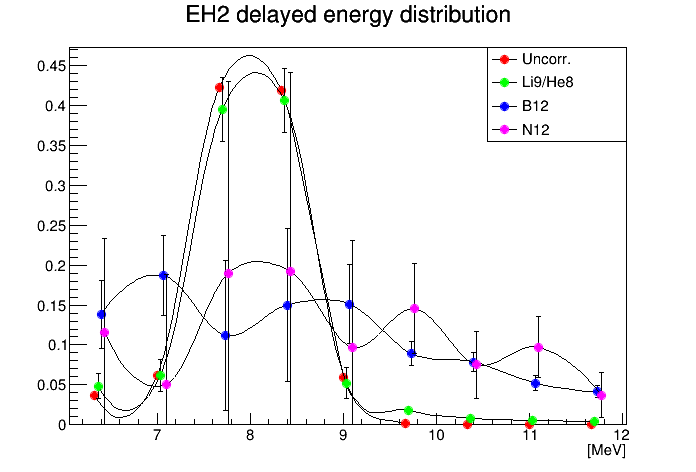 EH2 delayed energy distribution
Uncorr.
Li9/He8
B12
N12
0.45
0.4
0.35
0.3
0.25
0.2
0.15
0.1
0.05
0
7 8 9 10 11 12
[MeV]